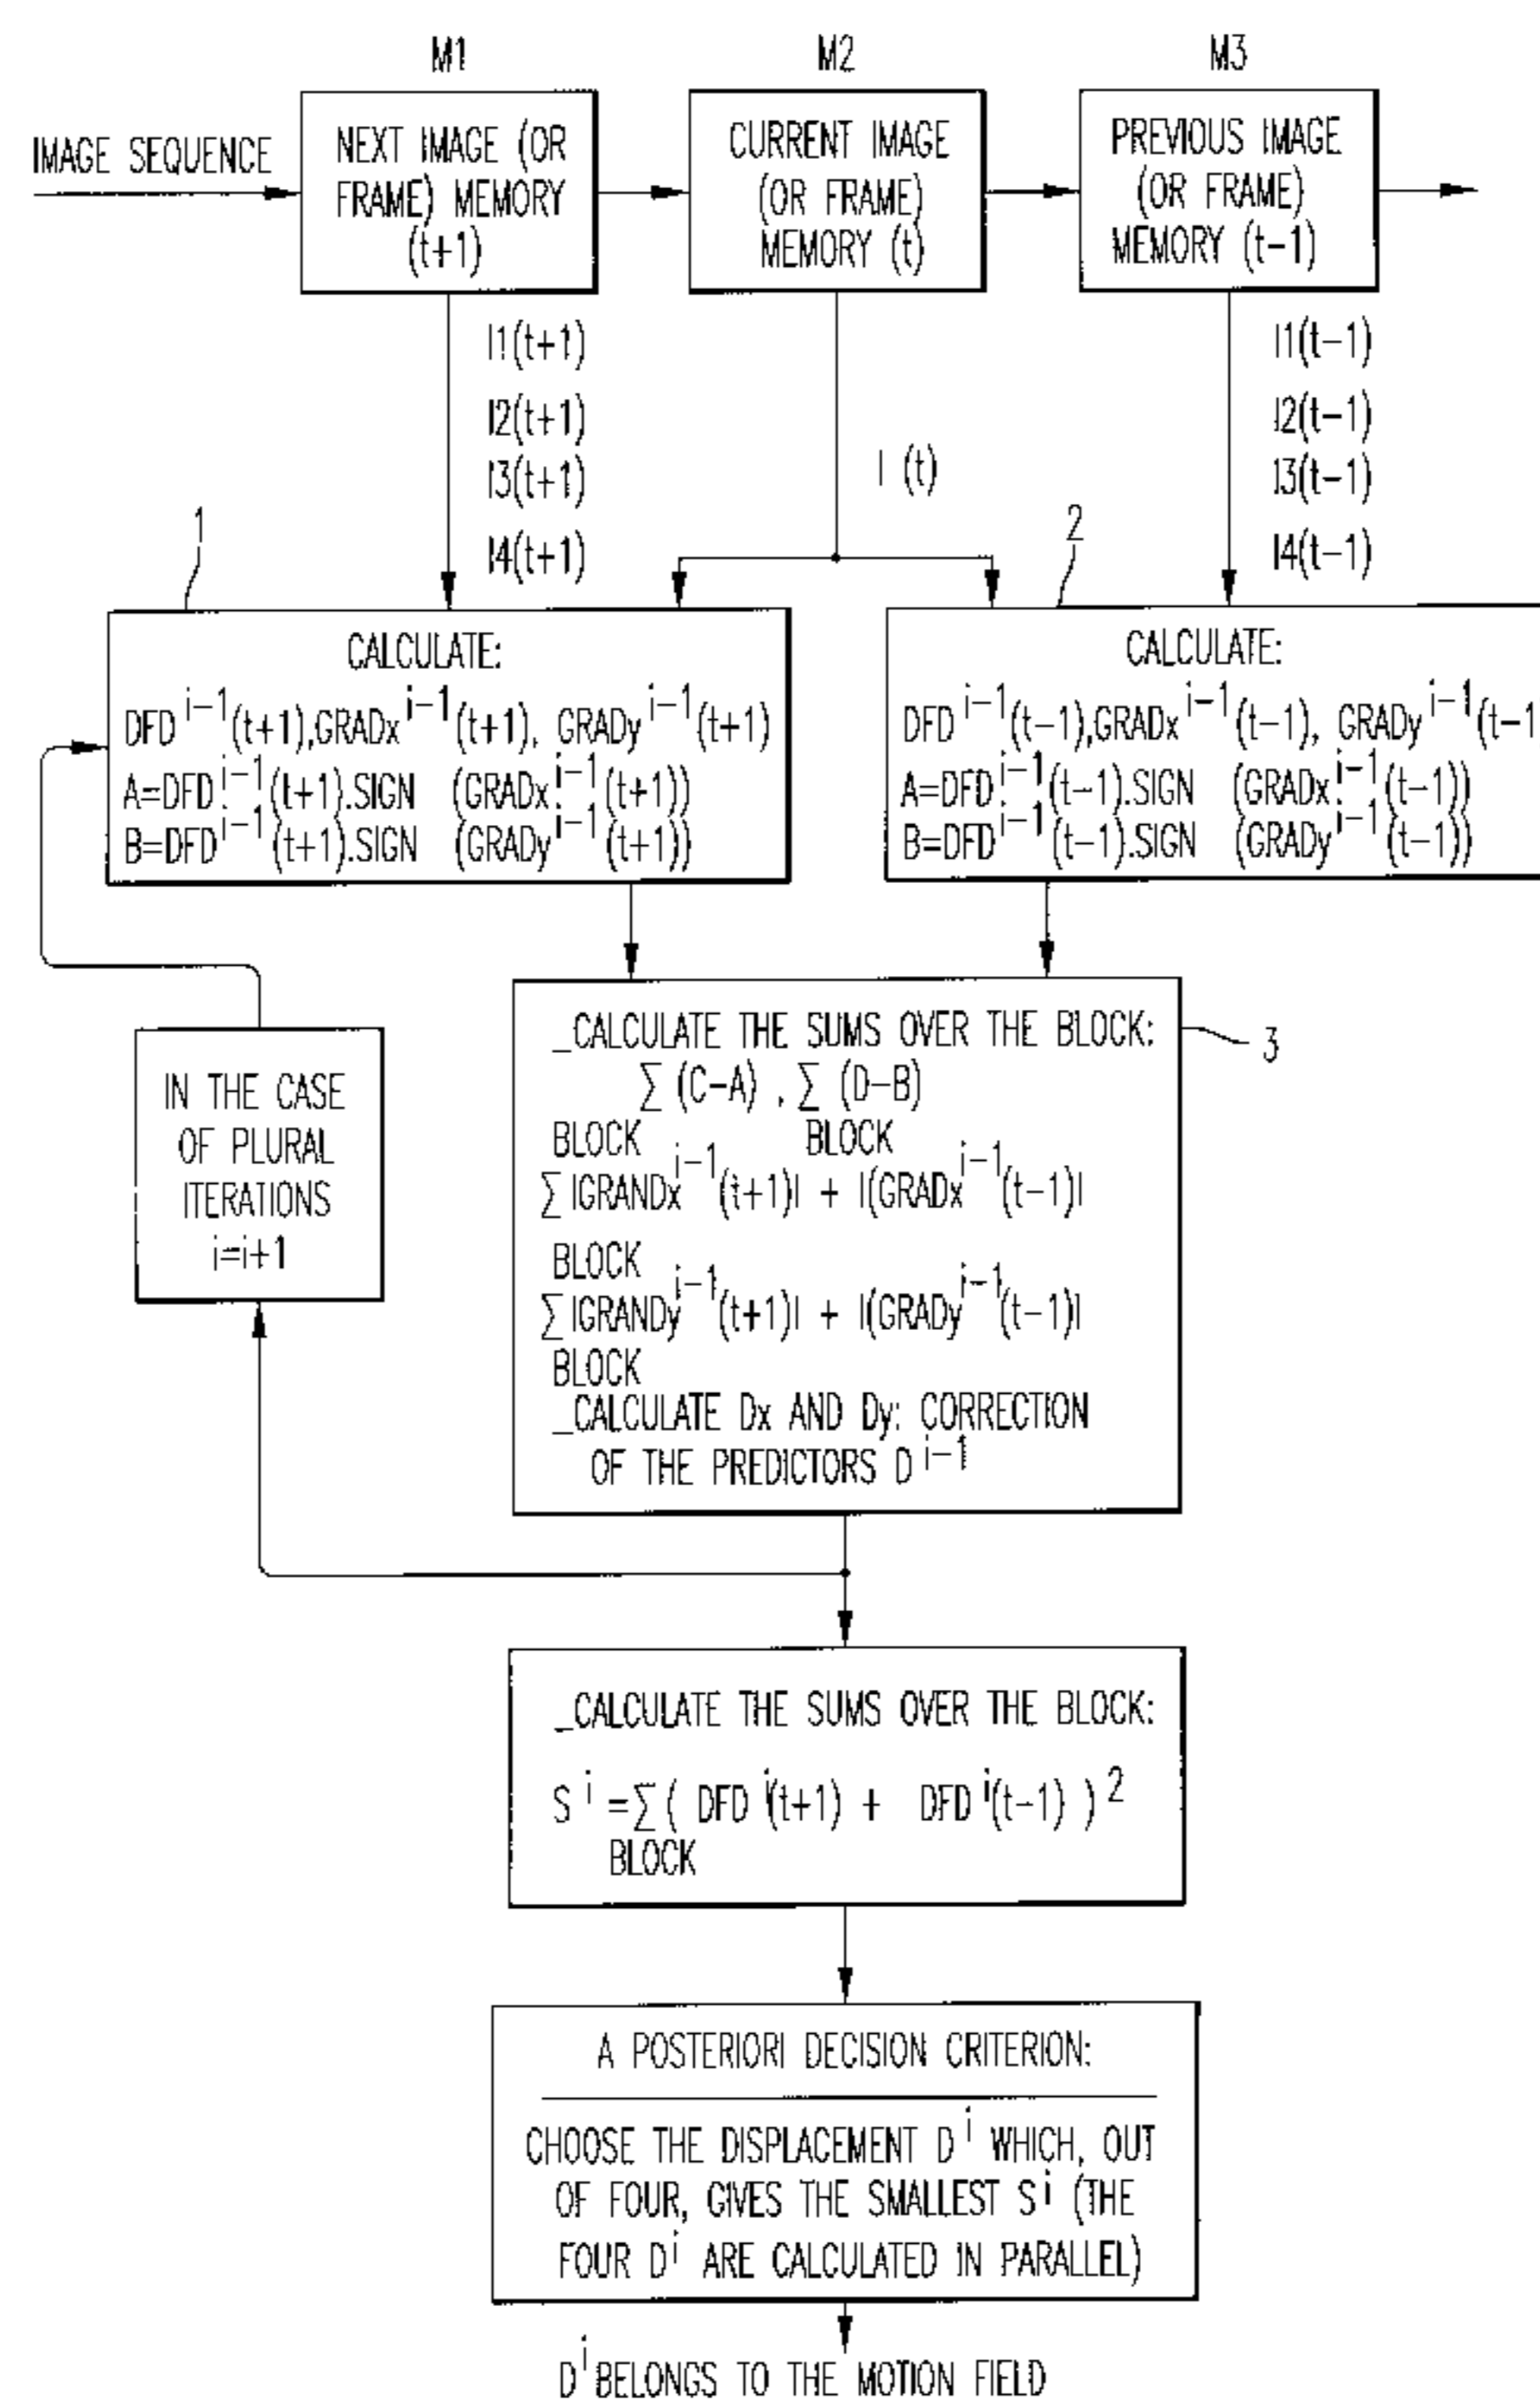 M1
M2
M3
IMAGE SEQUENCE
NEXT IMAGE (OR
FRAME) MEMORY
(t+1)
CURRENT IMAGE
(OR FRAME)
MEMORY (t)
PREVIOUS IMAGE
(OR FRAME)
MEMORY (t-1)
I1(t+1)
I2(t+1)
I3(t+1)
I4(t+1)
I (t)
I1(t-1)
I2(t-1)
I3(t-1)
I4(t-1)
1
2
CALCULATE:
DFD^i-1(t+1),GRADx^i-1(t+1), GRADy^i-1(t+1)
A=DFD^i-1(t+1).SIGN (GRADx^i-1(t+1))
B=DFD^i-1(t+1).SIGN (GRADy^i-1(t+1))
CALCULATE:
DFD^i-1(t-1),GRADx^i-1(t-1), GRADy^i-1(t-1
A=DFD^i-1(t-1).SIGN (GRADx^i-1(t-1))
B=DFD^i-1(t-1).SIGN (GRADy^i-1(t-1))
IN THE CASE
OF PLURAL
ITERATIONS
i=i+1
_CALCULATE THE SUMS OVER THE BLOCK:
∑ (C-A) , ∑ (D-B)
BLOCK BLOCK
∑|GRANDx^i-1(t+1)| + |(GRADx^i-1(t-1)|
BLOCK
∑|GRANDy^i-1(t+1)| + |(GRADy^i-1(t-1)|
BLOCK
_CALCULATE Dx AND Dy: CORRECTION
OF THE PREDICTORS D^i-1
3
_CALCULATE THE SUMS OVER THE BLOCK:
S^i =∑( DFD^i(t+1) + DFD^i(t-1) )^2
BLOCK
A POSTERIORI DECISION CRITERION:
CHOOSE THE DISPLACEMENT D^i WHICH, OUT
OF FOUR, GIVES THE SMALLEST S^i (THE
FOUR D^i ARE CALCULATED IN PARALLEL)
D^i BELONGS TO THE MOTION FIELD